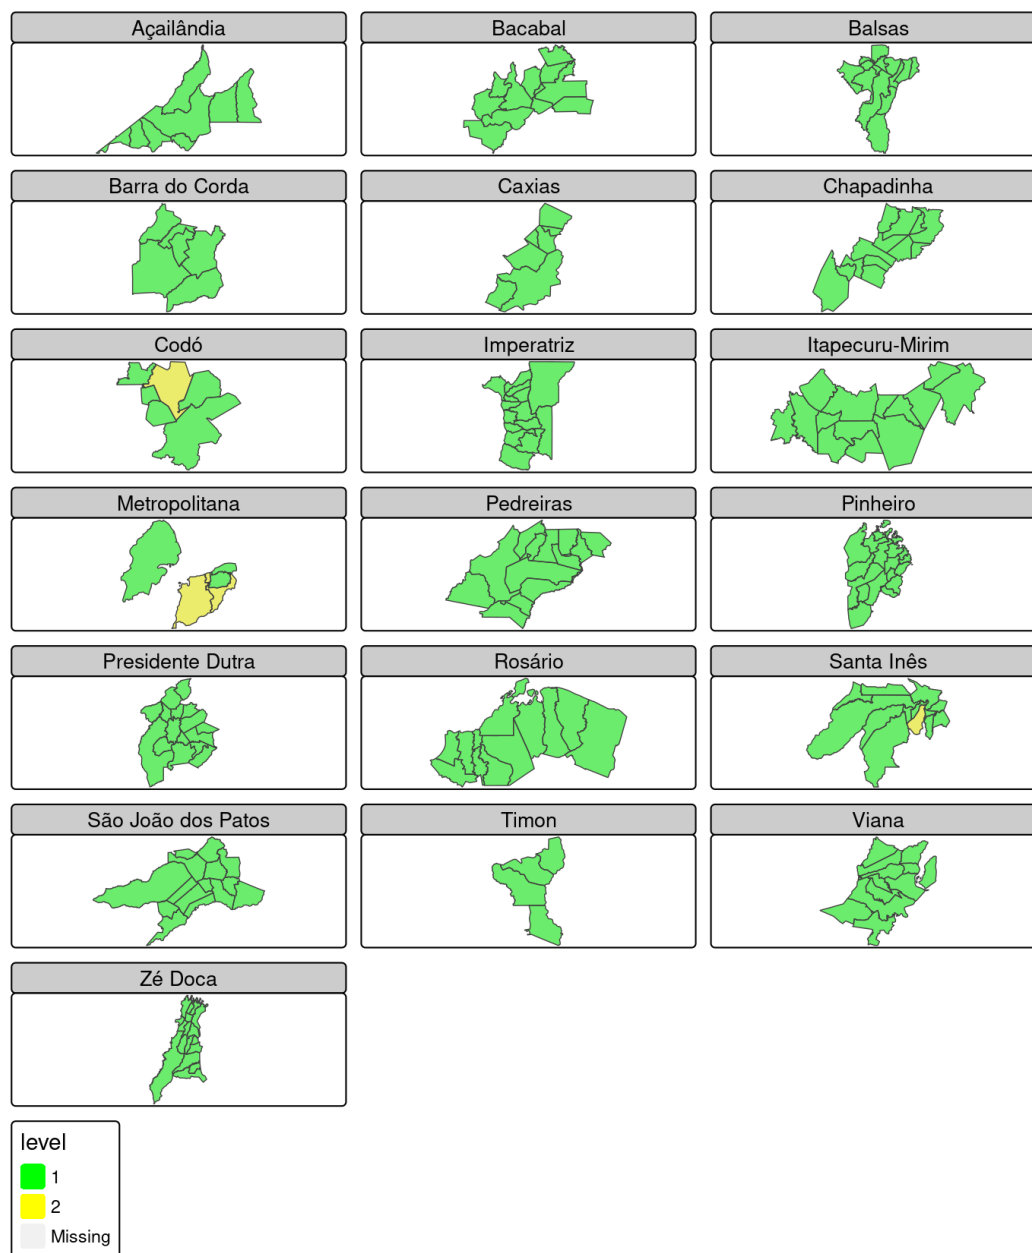 Açailândia
Bacabal
Balsas
Barra do Corda
Caxias
Chapadinha
Codó
Imperatriz
Itapecuru-Mirim
Metropolitana
Pedreiras
Pinheiro
Presidente Dutra
Rosário
Santa Inês
São João dos Patos
Timon
Viana
Zé Doca
level
1
2
Missing